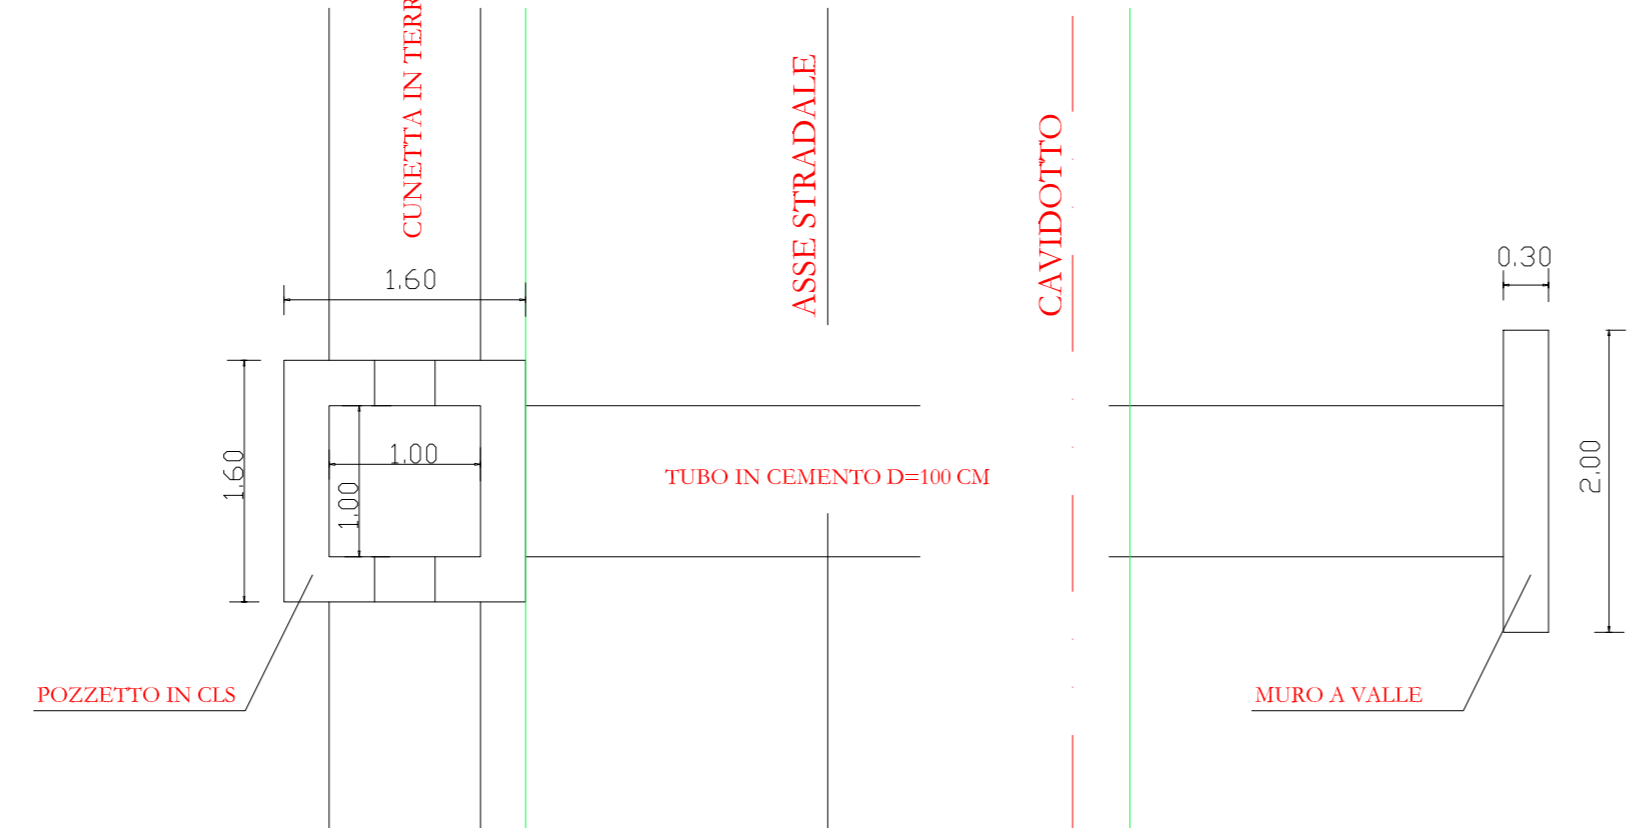 CUNETTA IN TERR
ASSE STRADALE
CAVIDOTTO
0.30
1.60
1.60
1.00
1.00
TUBO IN CEMENTO D=100 CM
2.00
POZZETTO IN CLS
MURO A VALLE